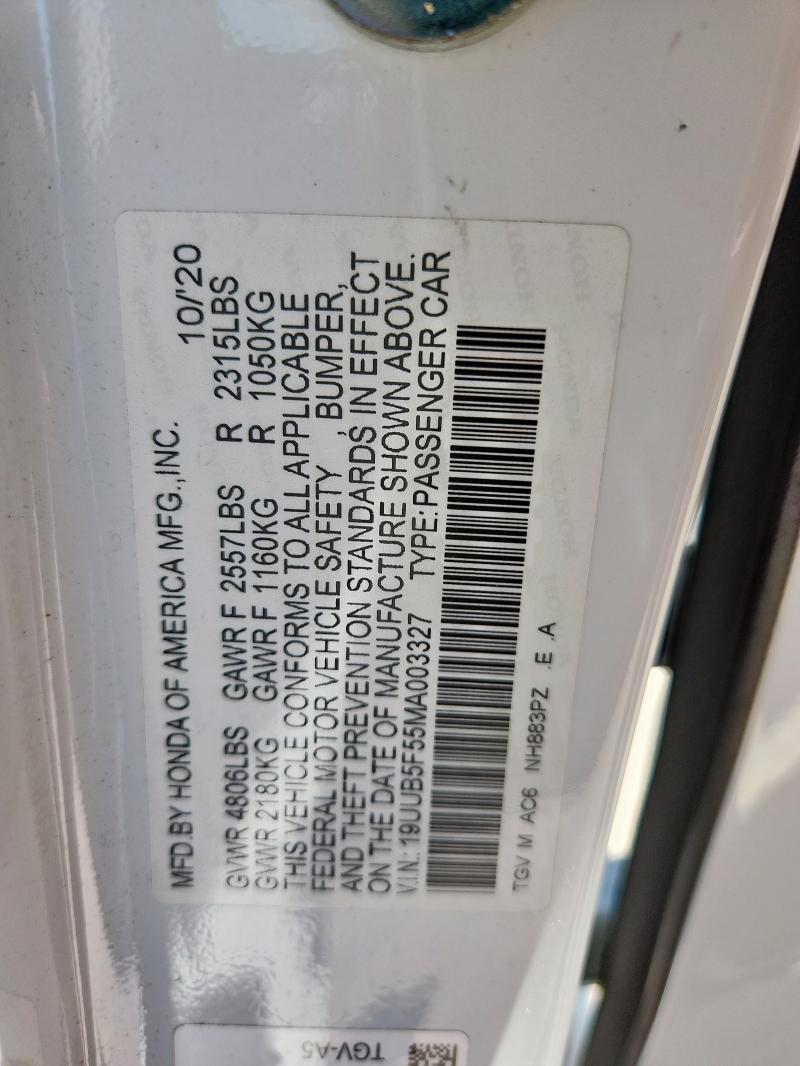 MFD.BY HONDA OF AMERICA MFG.,INC. 10/'20
GVWR 4806LBS GAWR F 2557LBS R 2315LBS
GVWR 2180KG GAWR F 1160KG R 1050KG
THIS VEHICLE CONFORMS TO ALL APPLICABLE
FEDERAL MOTOR VEHICLE SAFETY , BUMPER,
AND THEFT PREVENTION STANDARDS IN EFFECT
ON THE DATE OF MANUFACTURE SHOWN ABOVE.
V.I.N.: 19UUB5F55MA003327 TYPE:PASSENGER CAR
TGV M AC6 NH883PZ .E .A
TGV-A5